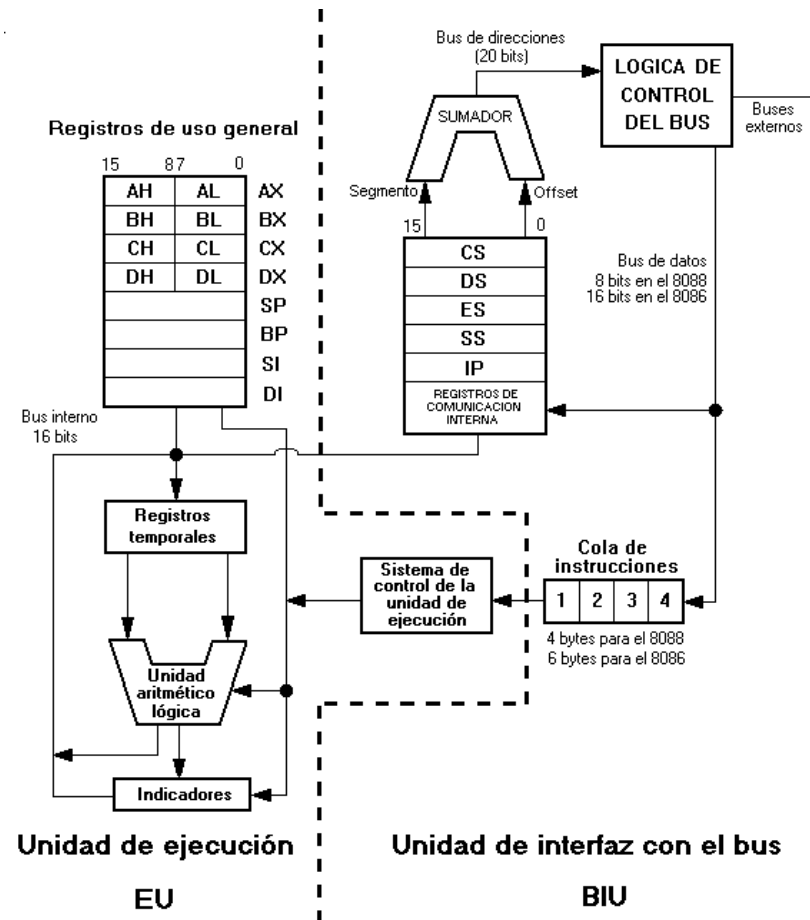 Bus de direcciones
(20 bits)
LOGICA DE
CONTROL
DEL BUS
Buses
externos
SUMADOR
Segmento
Offset
15 0
CS
DS
ES
SS
IP
REGISTROS DE
COMUNICACION
INTERNA
Bus de datos
8 bits en el 8088
16 bits en el 8086
Registros de uso general
15 87 0
AH AL AX
BH BL BX
CH CL CX
DH DL DX
SP
BP
SI
DI
Bus interno
16 bits
Registros
temporales
Unidad
aritmético
lógica
Indicadores
Sistema de
control de la
unidad de
ejecución
Cola de
instrucciones
1 2 3 4
4 bytes para el 8088
6 bytes para el 8086
Unidad de ejecución
EU
Unidad de interfaz con el bus
BIU